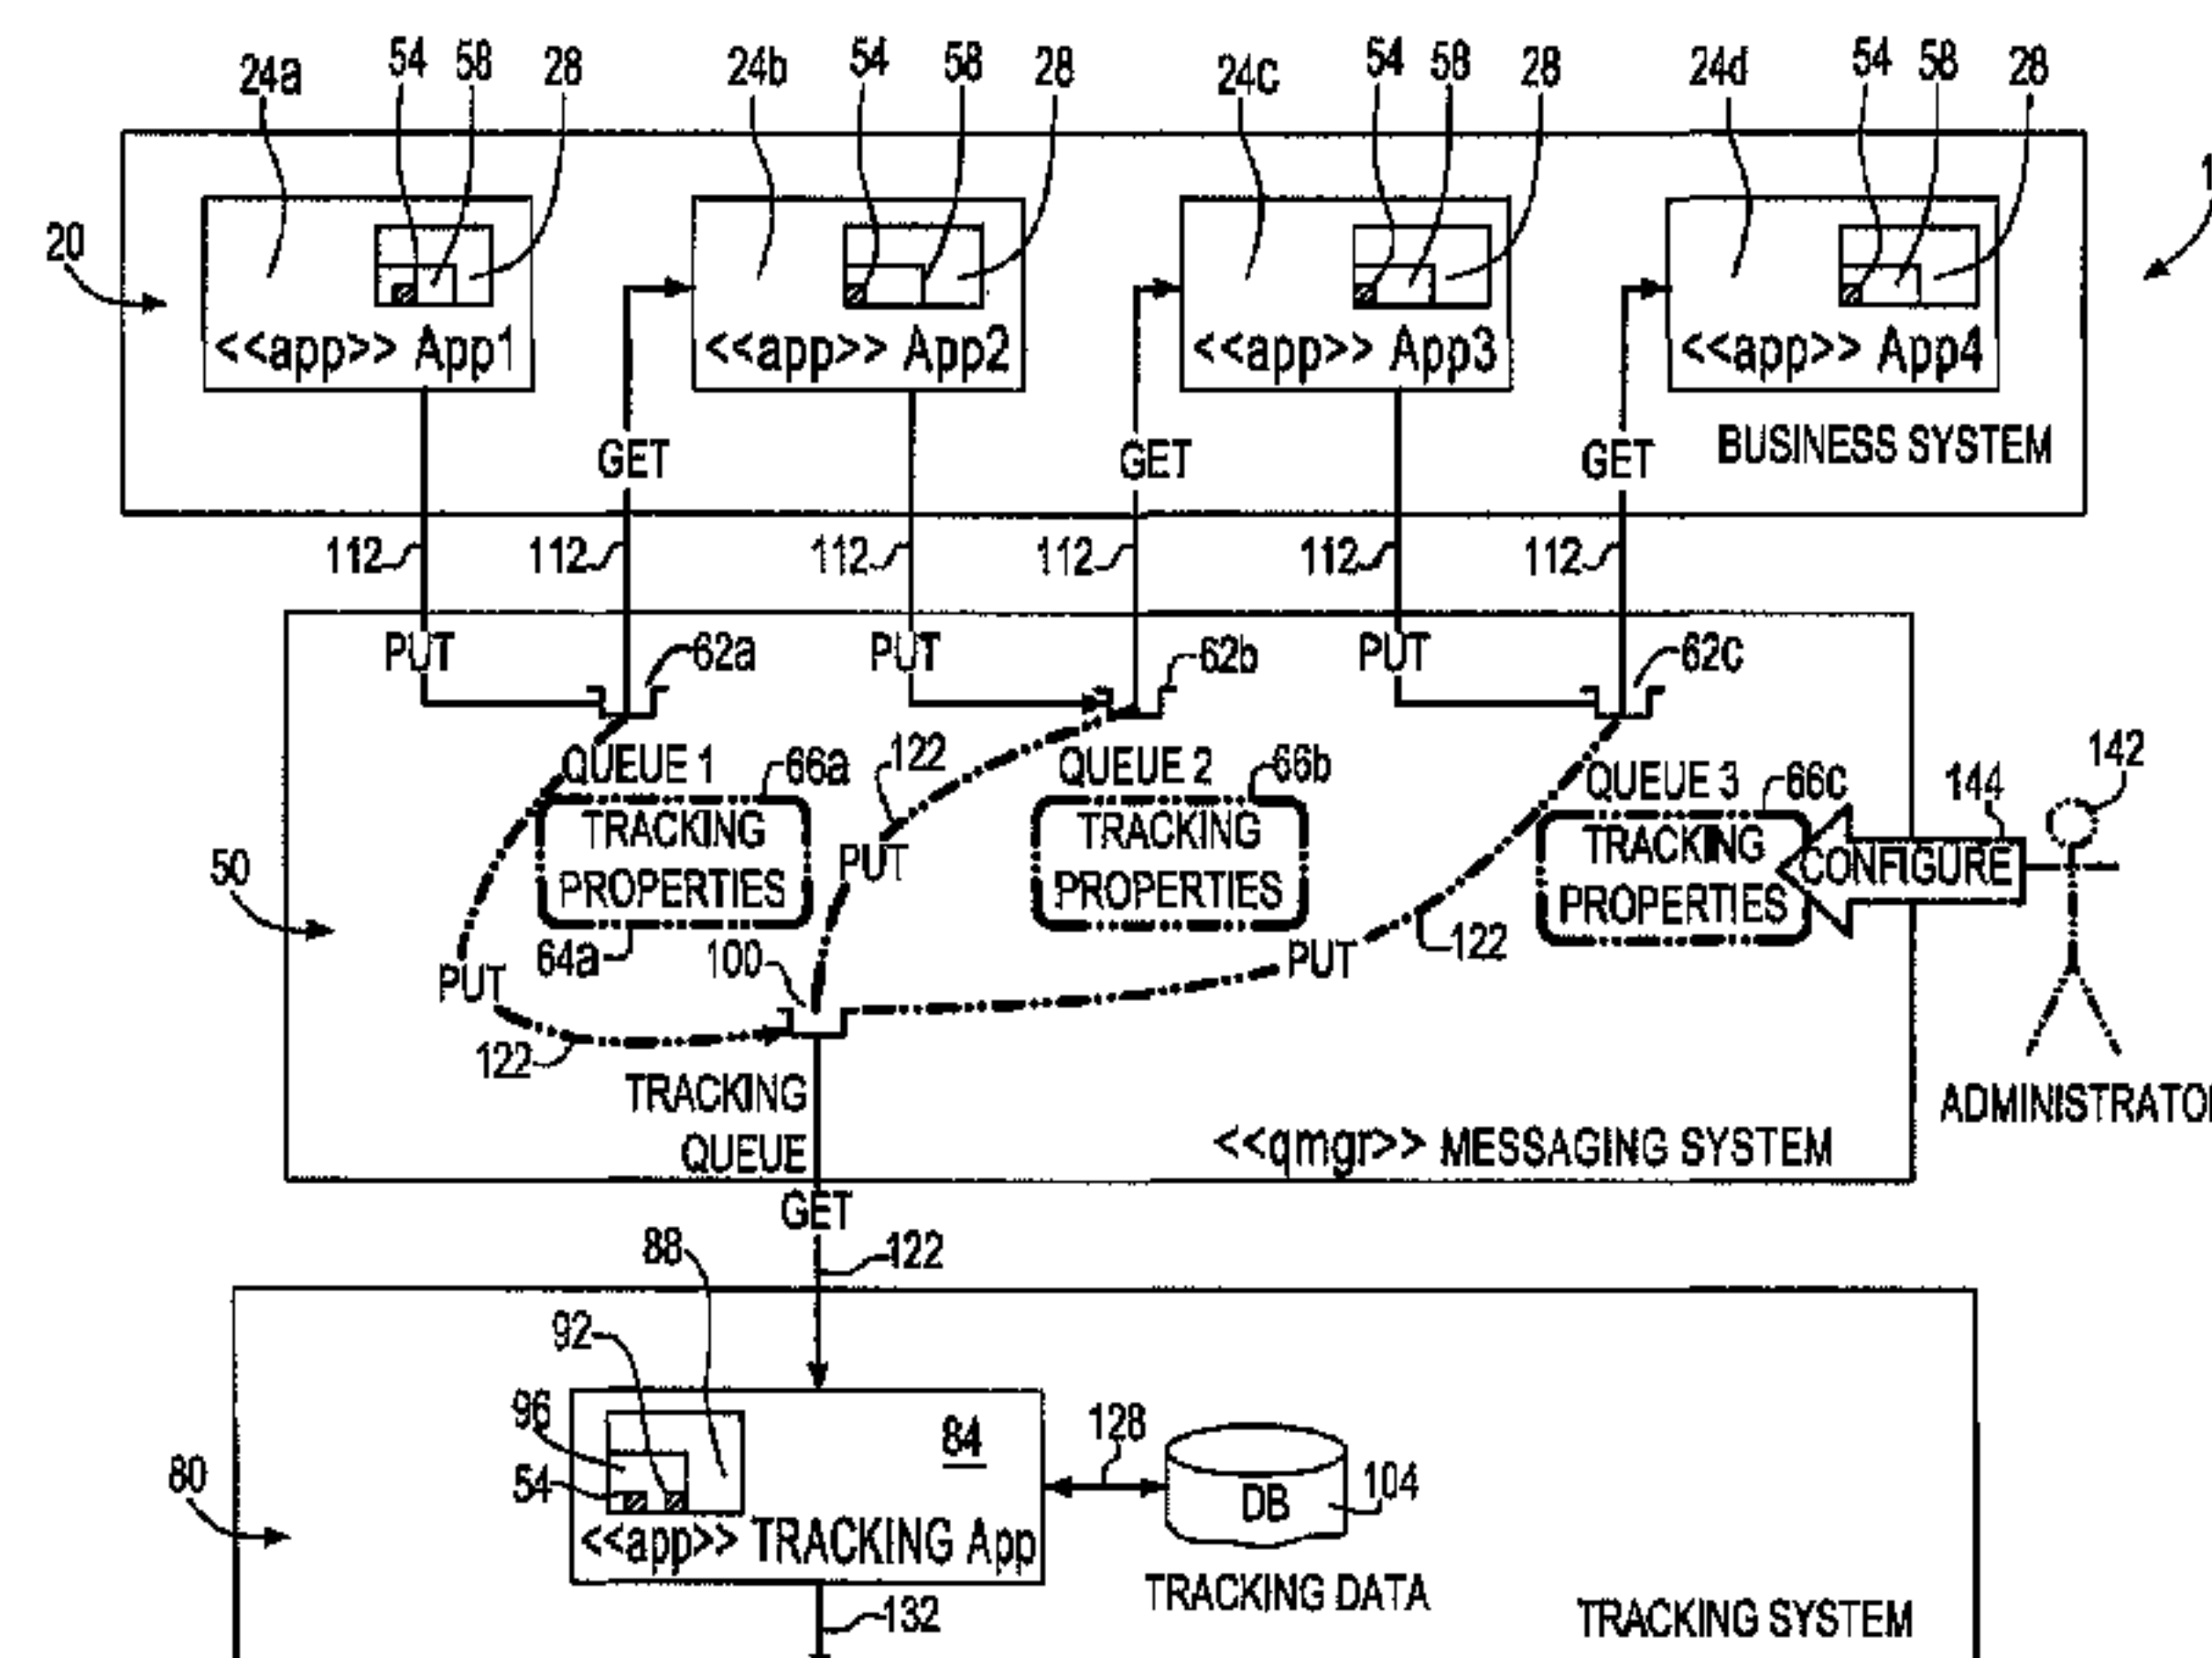 24a 54 58 28 24b 54 58 28 24c 54 58 28 24d 54 58 28
20
<<app>> App1 <<app>> App2 <<app>> App3 <<app>> App4
GET GET GET BUSINESS SYSTEM
112 112 112 112 112 112
PUT 62a PUT 62b PUT 62c
QUEUE 1 66a 122 QUEUE 2 66b QUEUE 3 66c 144 142
TRACKING
PROPERTIES
TRACKING
PROPERTIES
TRACKING
PROPERTIES
CONFIGURE
50
PUT
64a 100
PUT
PUT 122
122
TRACKING
QUEUE
<<qmgr>> MESSAGING SYSTEM
GET
88 122
92
96 84 128
54 DB 104
80
<<app>> TRACKING App
TRACKING DATA
132
TRACKING SYSTEM